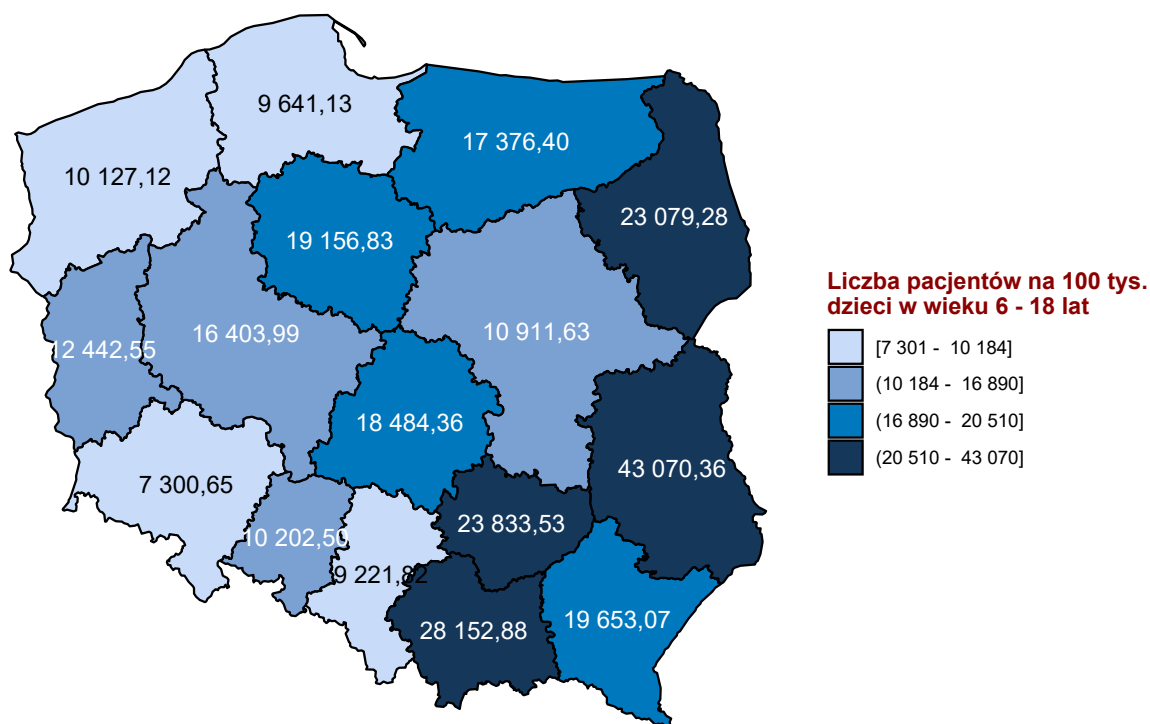 9 641,13
17 376,40
10 127,12
23 079,28
19 156,83
16 403,99
10 911,63
12 442,55
18 484,36
43 070,36
7 300,65
23 833,53
10 202,50
9 221,82
19 653,07
28 152,88
Liczba pacjentów na 100 tys.
dzieci w wieku 6 - 18 lat
[7 301 - 10 184]
(10 184 - 16 890]
(16 890 - 20 510]
(20 510 - 43 070]